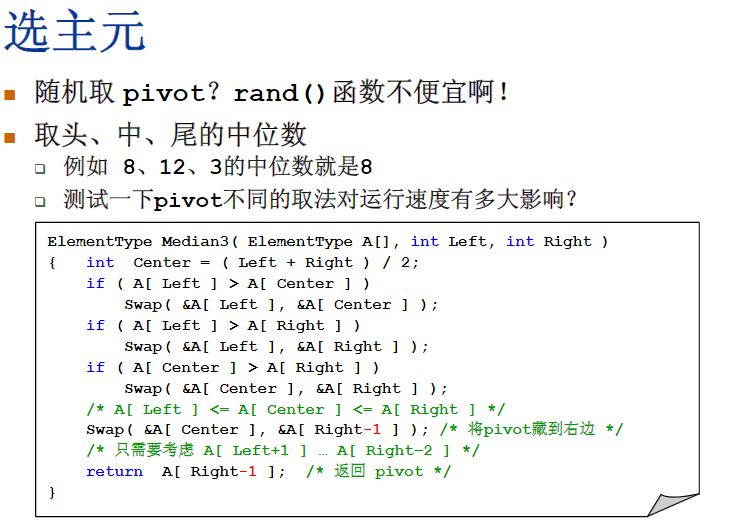 选主元
随机取 pivot？rand()函数不便宜啊！
取头、中、尾的中位数
例如 8、12、3的中位数就是8
测试一下pivot不同的取法对运行速度有多大影响？
ElementType Median3( ElementType A[], int Left, int Right )
{   int  Center = ( Left + Right ) / 2;
    if ( A[ Left ] > A[ Center ] )
        Swap( &A[ Left ], &A[ Center ] );
    if ( A[ Left ] > A[ Right ] )
        Swap( &A[ Left ], &A[ Right ] );
    if ( A[ Center ] > A[ Right ] )
        Swap( &A[ Center ], &A[ Right ] );
    /* A[ Left ] <= A[ Center ] <= A[ Right ] */
    Swap( &A[ Center ], &A[ Right-1 ] ); /* 将pivot藏到右边 */
    /* 只需要考虑 A[ Left+1 ] … A[ Right–2 ] */
    return  A[ Right-1 ];  /* 返回 pivot */
}